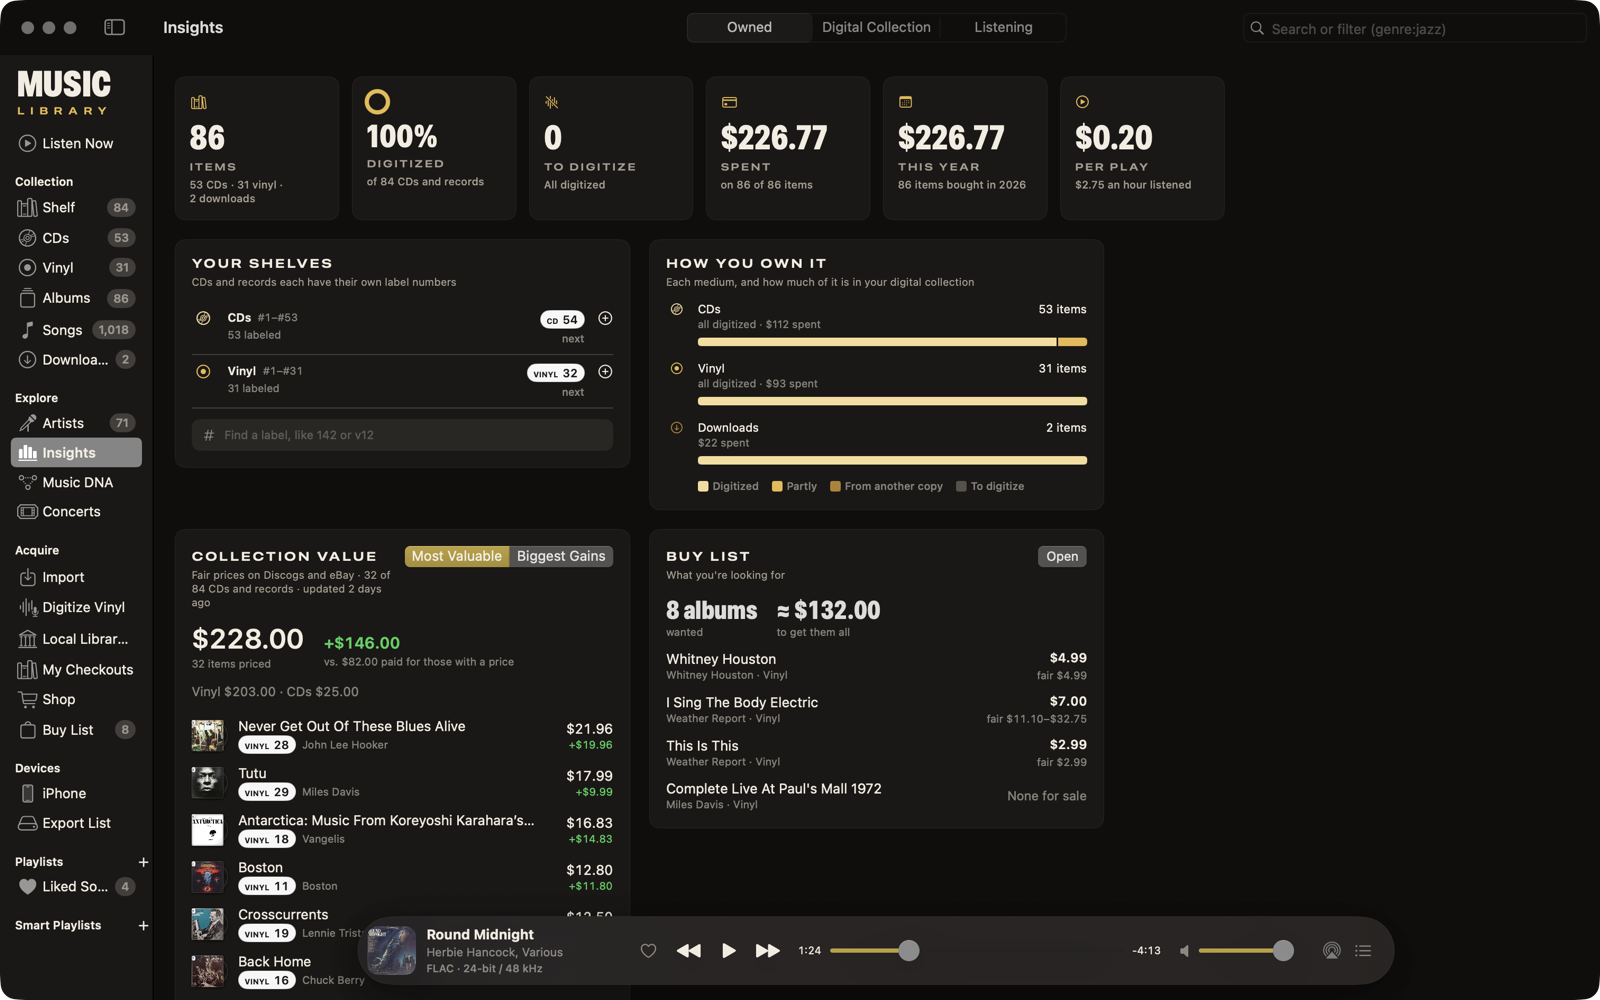 Insights
Owned
Digital Collection
Listening
Search or filter (genre:jazz)
MUSIC
LIBRARY
Listen Now
Collection
Shelf 84
CDs 53
Vinyl 31
Albums 86
Songs 1,018
Downloa... 2
Explore
Artists 71
Insights
Music DNA
Concerts
Acquire
Import
Digitize Vinyl
Local Librar...
My Checkouts
Shop
Buy List 8
Devices
iPhone
Export List
Playlists +
Liked So... 4
Smart Playlists +
86
ITEMS
53 CDs · 31 vinyl ·
2 downloads
100%
DIGITIZED
of 84 CDs and records
0
TO DIGITIZE
All digitized
$226.77
SPENT
on 86 of 86 items
$226.77
THIS YEAR
86 items bought in 2026
$0.20
PER PLAY
$2.75 an hour listened
YOUR SHELVES
CDs and records each have their own label numbers
CDs #1–#53
53 labeled
CD 54
next
Vinyl #1–#31
31 labeled
VINYL 32
next
# Find a label, like 142 or v12
HOW YOU OWN IT
Each medium, and how much of it is in your digital collection
CDs 53 items
all digitized · $112 spent
Vinyl 31 items
all digitized · $93 spent
Downloads 2 items
$22 spent
Digitized Partly From another copy To digitize
COLLECTION VALUE
Most Valuable Biggest Gains
Fair prices on Discogs and eBay · 32 of
84 CDs and records · updated 2 days
ago
$228.00
32 items priced
+$146.00
vs. $82.00 paid for those with a price
Vinyl $203.00 · CDs $25.00
Never Get Out Of These Blues Alive $21.96
VINYL 28 John Lee Hooker +$19.96
Tutu $17.99
VINYL 29 Miles Davis +$9.99
Antarctica: Music From Koreyoshi Karahara's... $16.83
VINYL 18 Vangelis +$14.83
Boston $12.80
VINYL 11 Boston +$11.80
Crosscurrents
VINYL 19 Lennie
Back Home
VINYL 16 Chuck Berry
BUY LIST
Open
What you're looking for
8 albums
wanted
≈ $132.00
to get them all
Whitney Houston $4.99
Whitney Houston · Vinyl fair $4.99
I Sing The Body Electric $7.00
Weather Report · Vinyl fair $11.10–$32.75
This Is This $2.99
Weather Report · Vinyl fair $2.99
Complete Live At Paul's Mall 1972
Miles Davis · Vinyl
None for sale
Round Midnight
Herbie Hancock, Various
FLAC · 24-bit / 48 kHz
1:24
-4:13